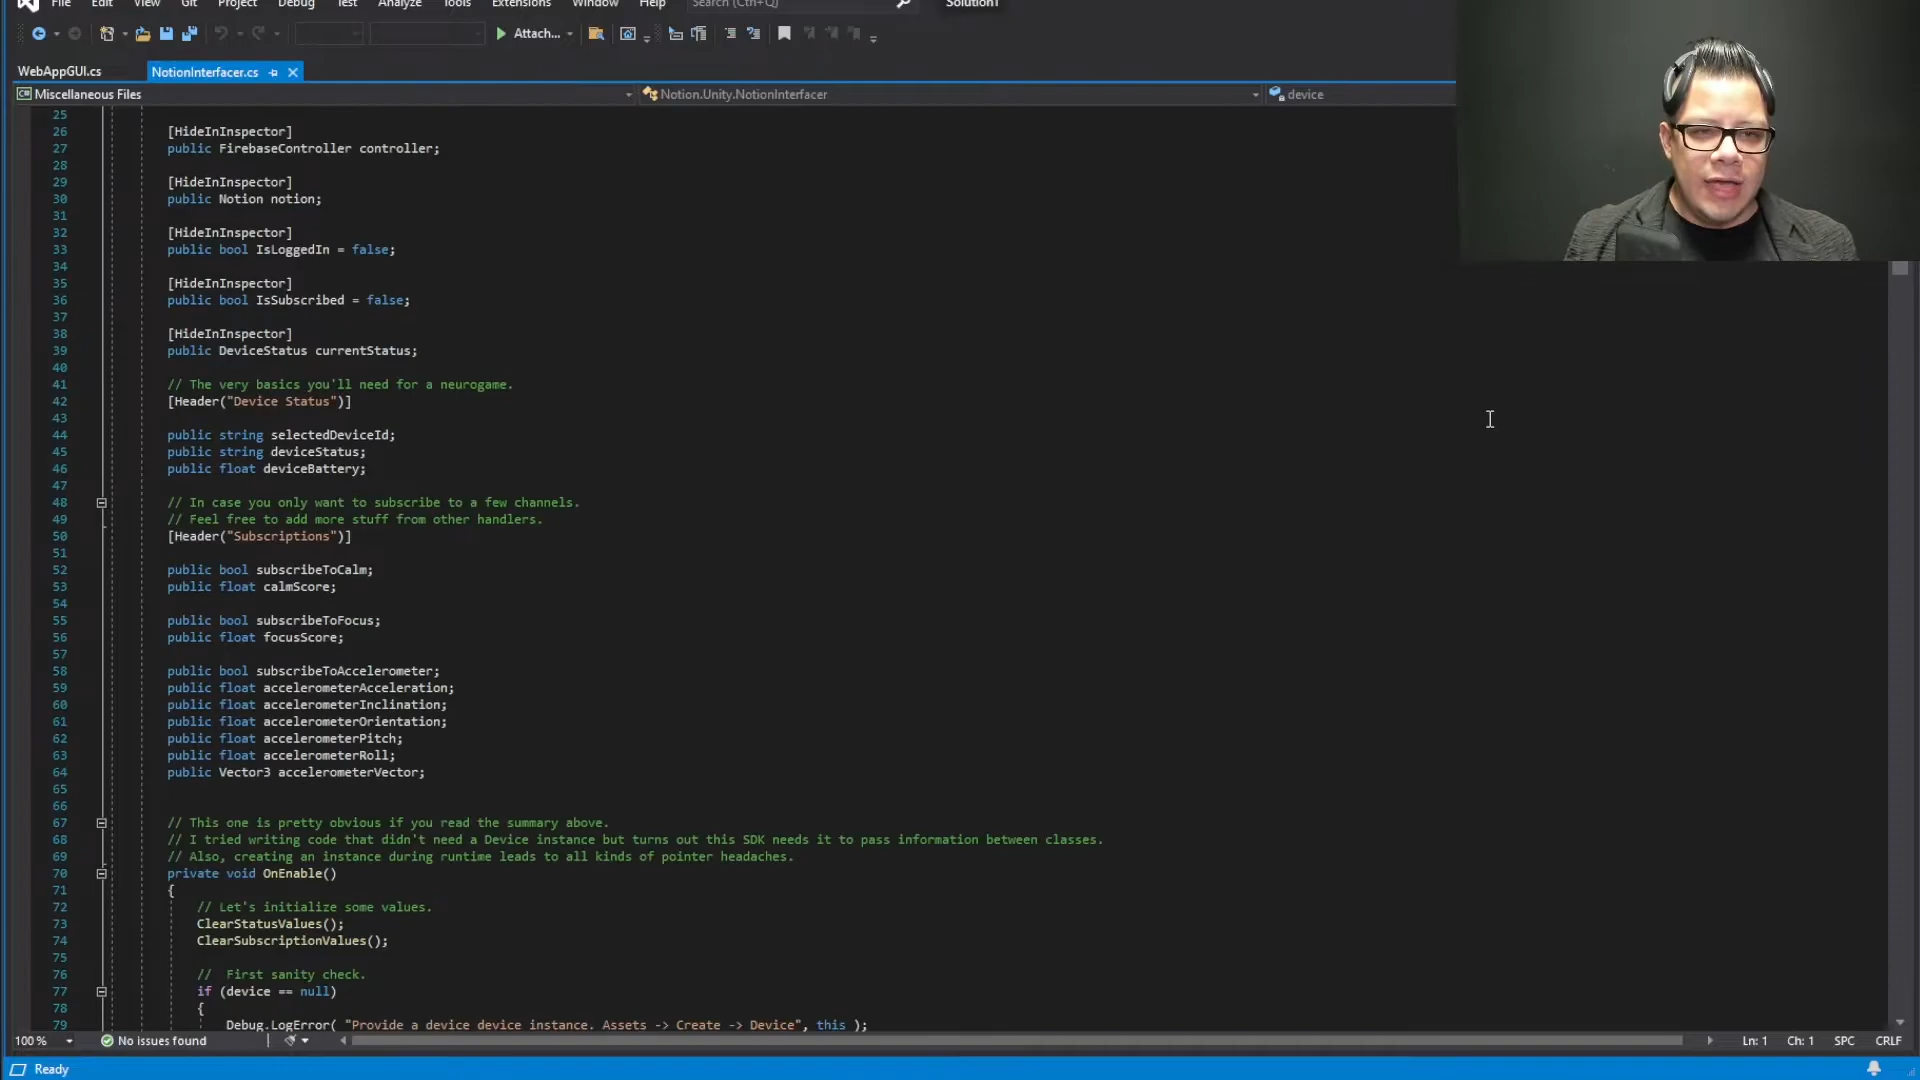 File Edit View Git Project Debug Test Analyze Tools Extensions Window Help Search (Ctrl+Q) Solution1
Attach...
WebAppGUI.cs NotionInterfacer.cs
Miscellaneous Files Notion.Unity.NotionInterfacer device
25
26 [HideInInspector]
27 public FirebaseController controller;
28
29 [HideInInspector]
30 public Notion notion;
31
32 [HideInInspector]
33 public bool IsLoggedIn = false;
34
35 [HideInInspector]
36 public bool IsSubscribed = false;
37
38 [HideInInspector]
39 public DeviceStatus currentStatus;
40
41 // The very basics you'll need for a neurogame.
42 [Header("Device Status")]
43
44 public string selectedDeviceId;
45 public string deviceStatus;
46 public float deviceBattery;
47
48 // In case you only want to subscribe to a few channels.
49 // Feel free to add more stuff from other handlers.
50 [Header("Subscriptions")]
51
52 public bool subscribeToCalm;
53 public float calmScore;
54
55 public bool subscribeToFocus;
56 public float focusScore;
57
58 public bool subscribeToAccelerometer;
59 public float accelerometerAcceleration;
60 public float accelerometerInclination;
61 public float accelerometerOrientation;
62 public float accelerometerPitch;
63 public float accelerometerRoll;
64 public Vector3 accelerometerVector;
65
66
67 // This one is pretty obvious if you read the summary above.
68 // I tried writing code that didn't need a Device instance but turns out this SDK needs it to pass information between classes.
69 // Also, creating an instance during runtime leads to all kinds of pointer headaches.
70 private void OnEnable()
71 {
72 // Let's initialize some values.
73 ClearStatusValues();
74 ClearSubscriptionValues();
75
76 // First sanity check.
77 if (device == null)
78 {
79 Debug.LogError( "Provide a device device instance. Assets -> Create -> Device", this );
100 % No issues found Ln: 1 Ch: 1 SPC CRLF
Ready